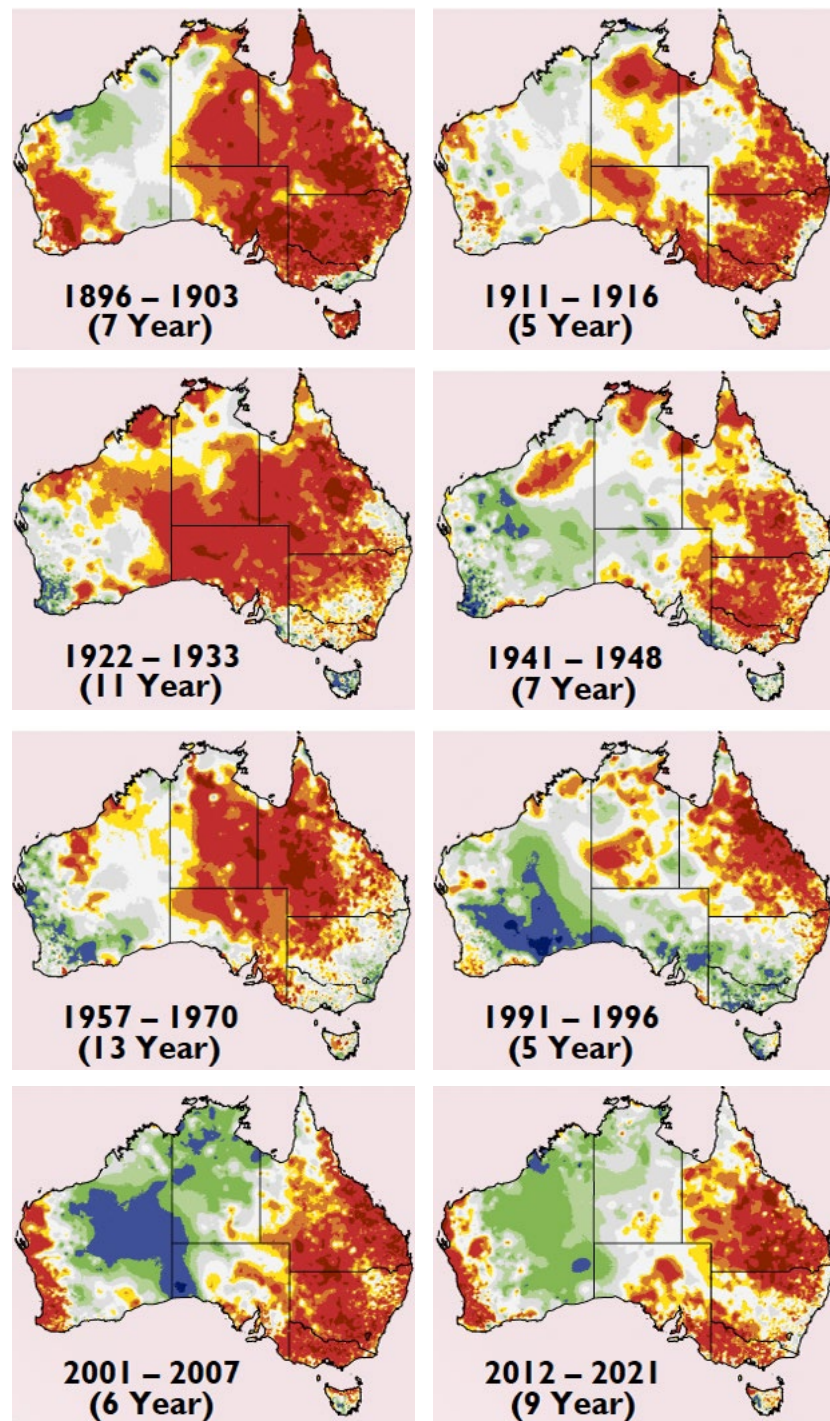 1896 – 1903
(7 Year)
1911 – 1916
(5 Year)
1922 – 1933
(11 Year)
1941 – 1948
(7 Year)
1957 – 1970
(13 Year)
1991 – 1996
(5 Year)
2001 – 2007
(6 Year)
2012 – 2021
(9 Year)